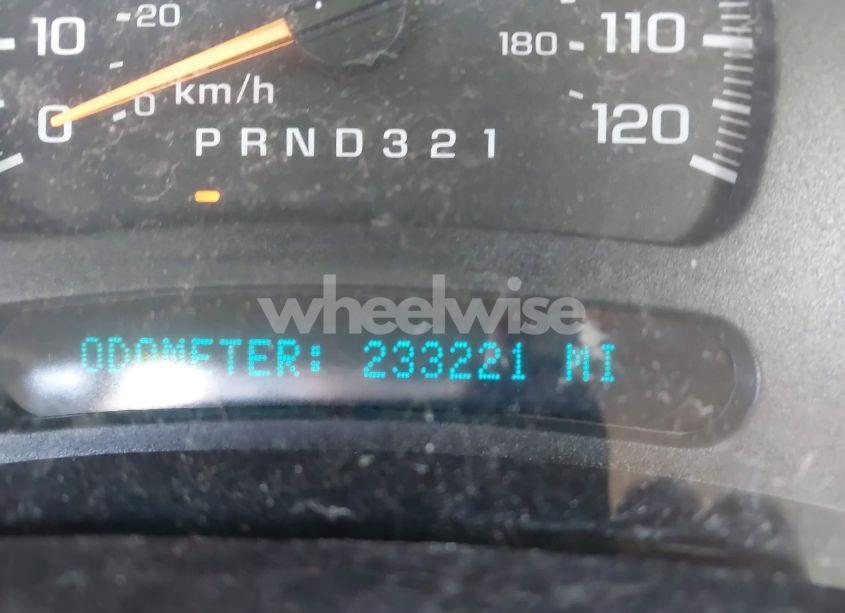 10 20 180 110
0 0 km/h 120
PRND321
wheelwise
ODOMETER: 233221 MI